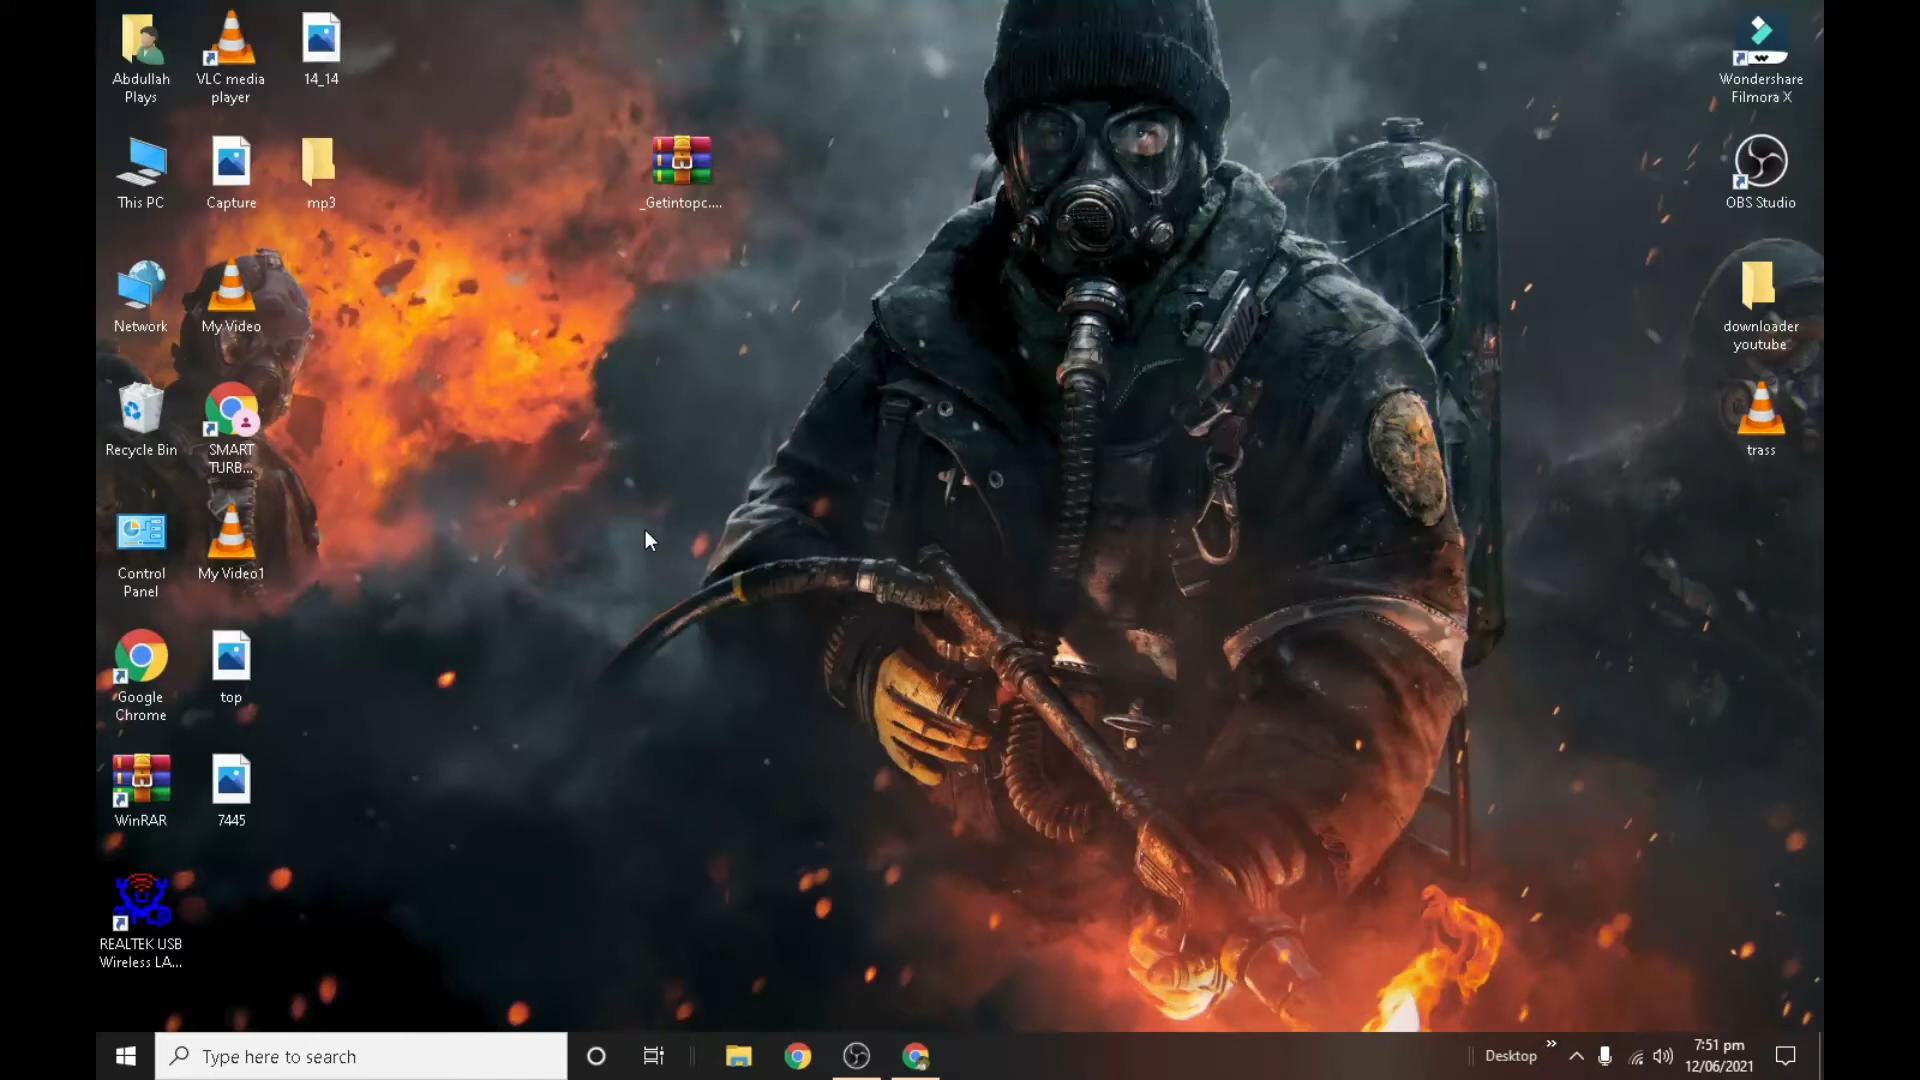 Abdullah
Plays
VLC media
player
14_14
Wondershare
Filmora X
This PC
Capture
mp3
_Getintopc....
OBS Studio
Network
My Video
downloader
youtube
Recycle Bin
SMART
TURB...
trass
Control
Panel
My Video1
Google
Chrome
top
WinRAR
7445
REALTEK USB
Wireless LA...
Type here to search
Desktop
7:51 pm
12/06/2021